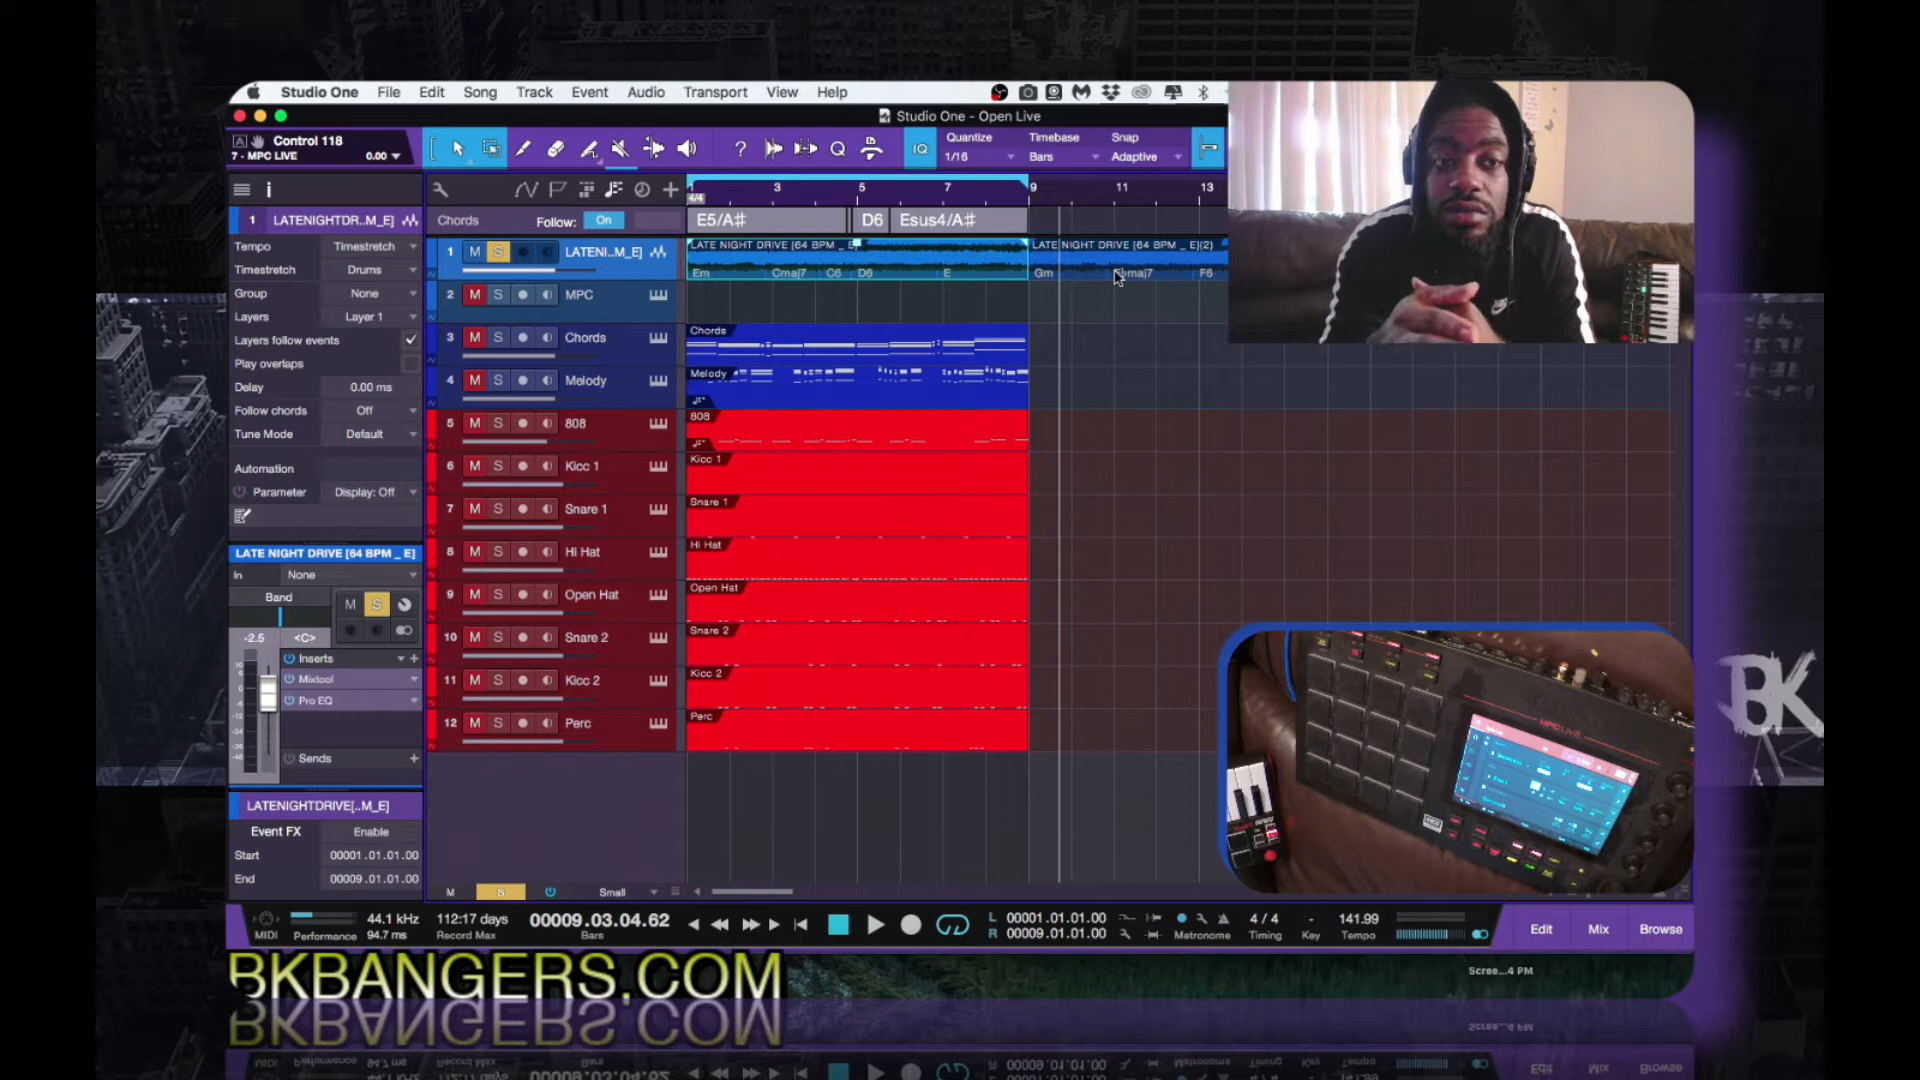 Studio One File Edit Song Track Event Audio Transport View Help
Studio One - Open Live
Control 118
7 - MPC LIVE 0.00
Quantize Timebase Snap
1/16 Bars Adaptive
IQ
1 3 5 7 9 11 13
4/4
Chords Follow: On
E5/A# D6 Esus4/A#
1 LATENIGHTDR..M_E]
Tempo Timestretch
Timestretch Drums
Group None
Layers Layer 1
Layers follow events
Play overlaps
Delay 0.00 ms
Follow chords Off
Tune Mode Default
Automation
Parameter Display: Off
1 M S LATENI..M_E]
LATE NIGHT DRIVE [64 BPM _ E
Em Cmaj7 C6 D6 E
LATE NIGHT DRIVE [64 BPM _ E](2)
Gm F6
2 M S MPC
3 M S Chords
Chords
4 M S Melody
Melody
5 M S 808
808
6 M S Kicc 1
Kicc 1
7 M S Snare 1
Snare 1
8 M S Hi Hat
Hi Hat
9 M S Open Hat
Open Hat
10 M S Snare 2
Snare 2
11 M S Kicc 2
Kicc 2
12 M S Perc
Perc
LATE NIGHT DRIVE [64 BPM _ E]
In None
Band
M S
-2.5 <C>
Inserts
Mixtool
Pro EQ
Sends
LATENIGHTDRIVE[..M_E]
Event FX Enable
Start 00001.01.01.00
End 00009.01.01.00
M S Small
MPC LIVE
BK
MIDI Performance
44.1 kHz
94.7 ms
112:17 days
Record Max
00009.03.04.62
Bars
L 00001.01.01.00
R 00009.01.01.00
Metronome
4 / 4
Timing
-
Key
141.99
Tempo
Edit Mix Browse
Scree...4 PM
BKBANGERS.COM